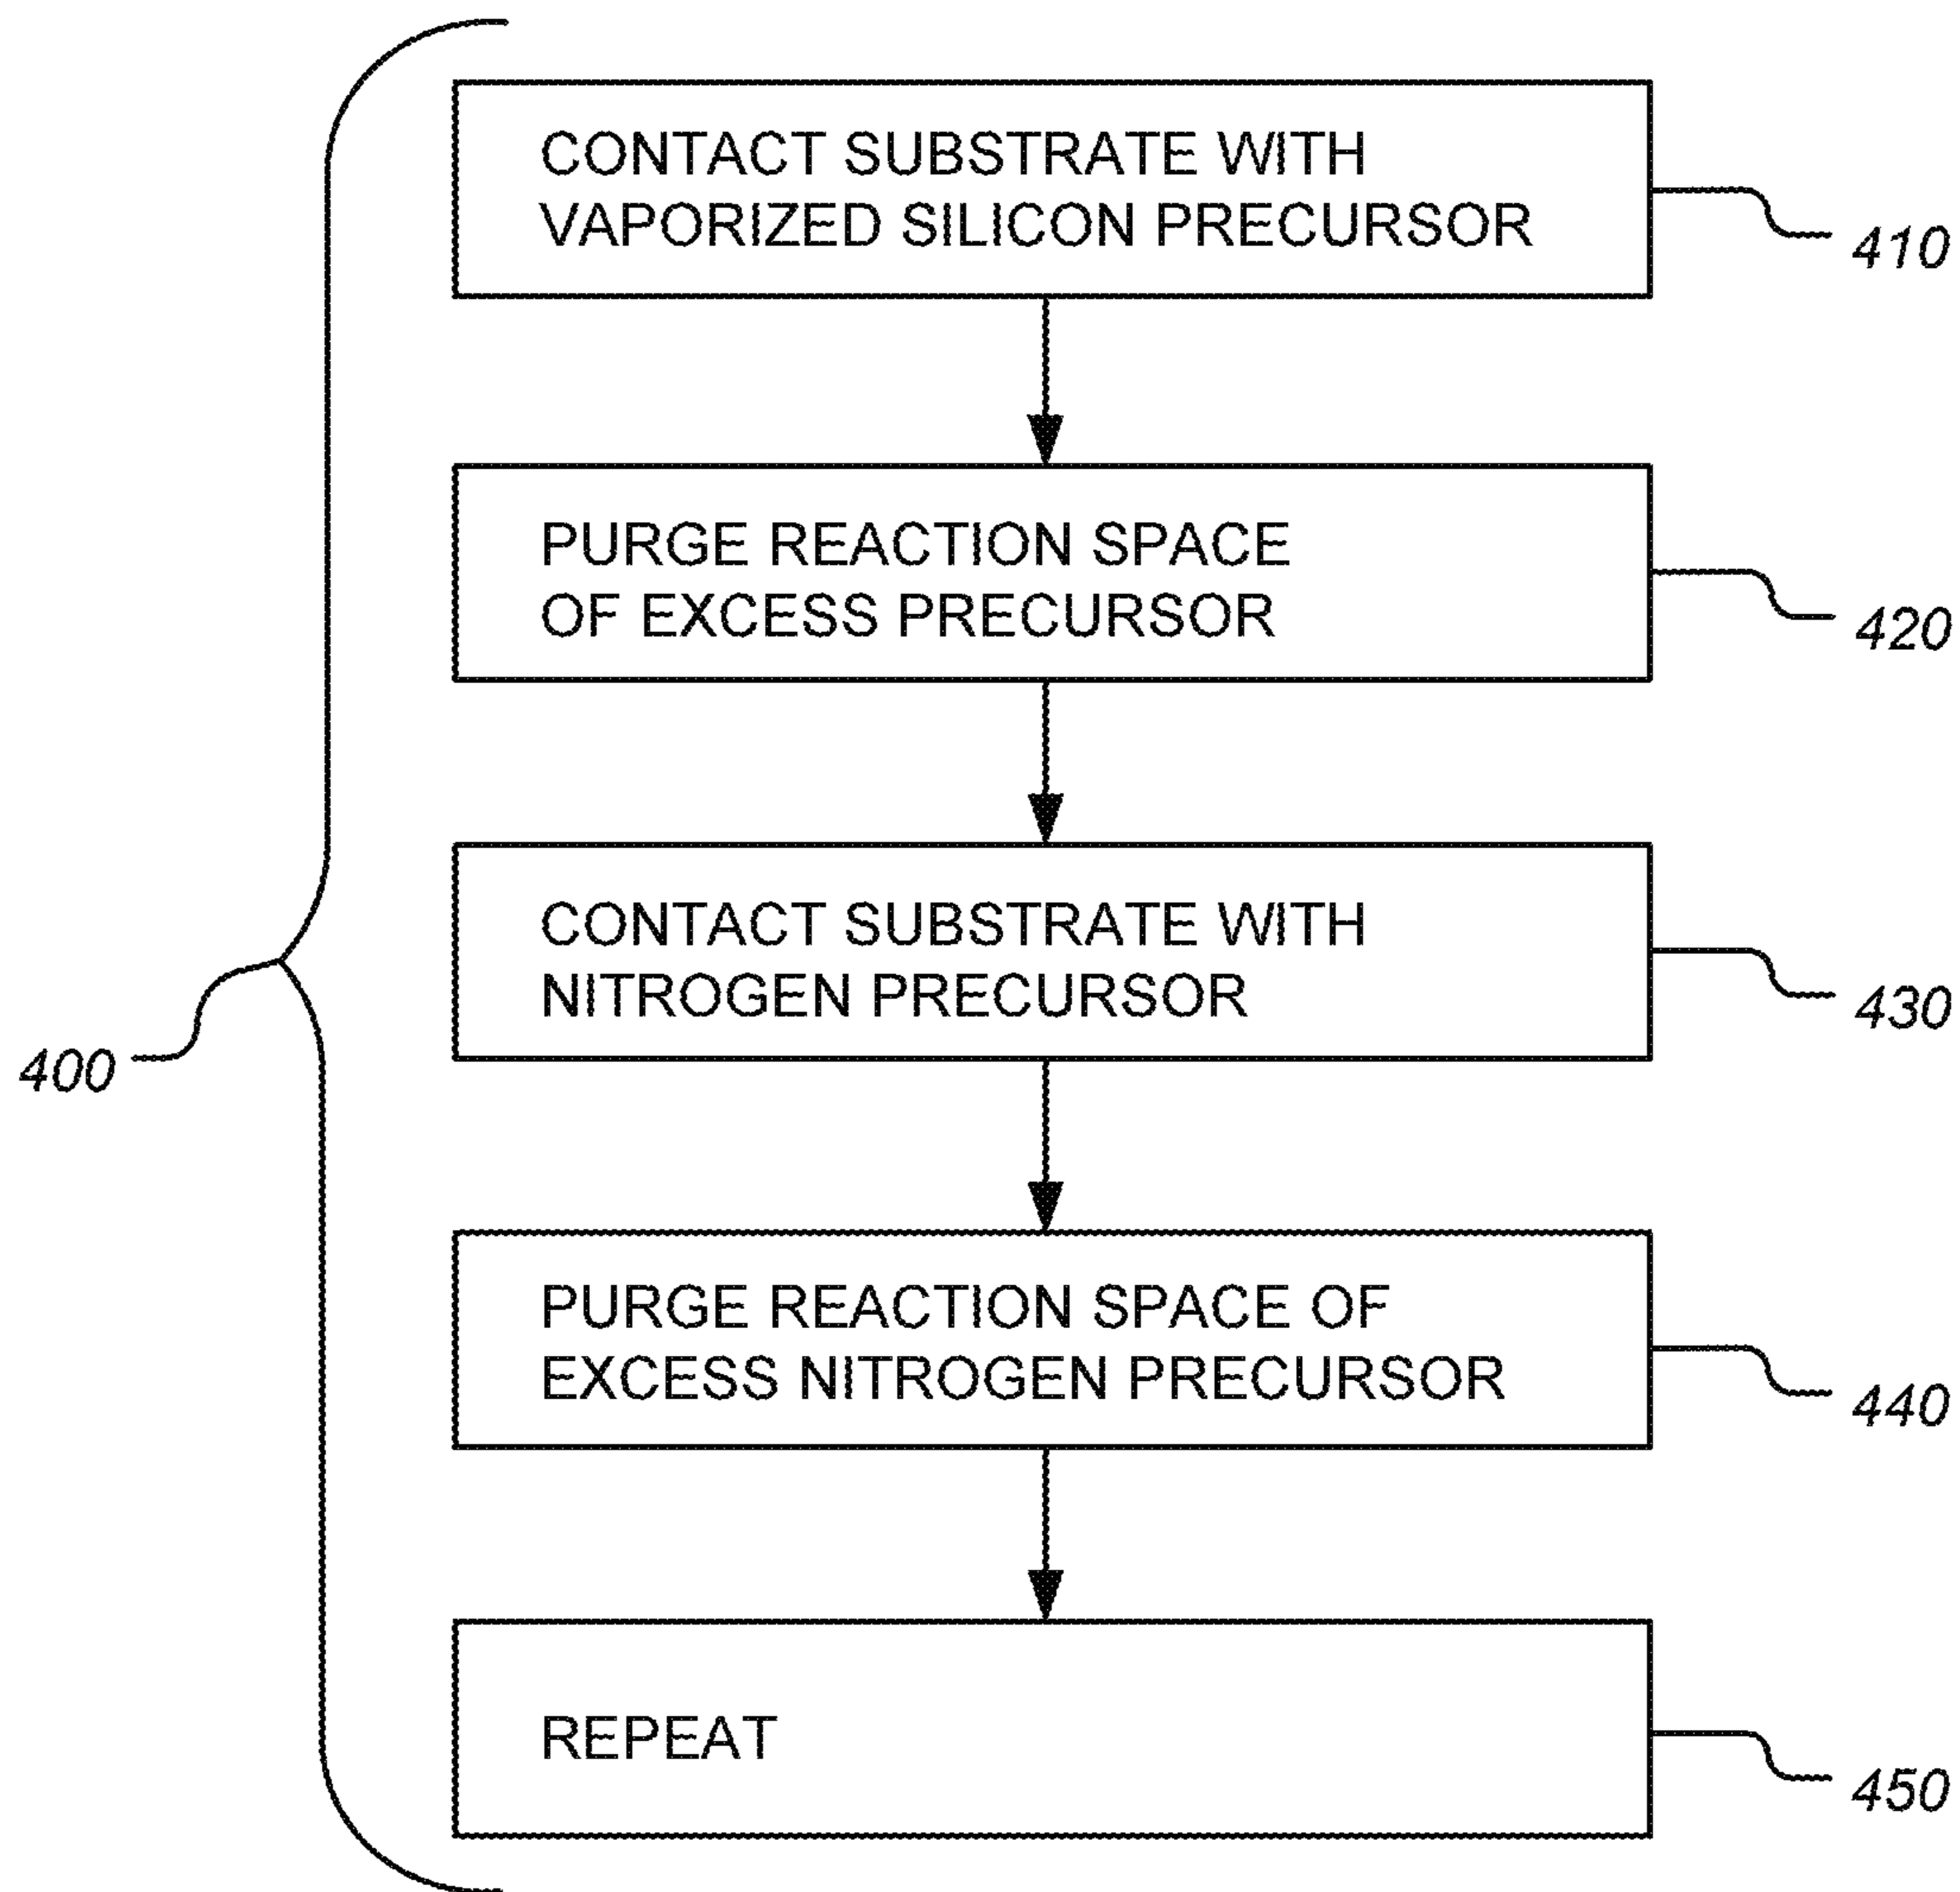 CONTACT SUBSTRATE WITH
VAPORIZED SILICON PRECURSOR
410
PURGE REACTION SPACE
OF EXCESS PRECURSOR
420
CONTACT SUBSTRATE WITH
NITROGEN PRECURSOR
430
400
PURGE REACTION SPACE OF
EXCESS NITROGEN PRECURSOR
440
REPEAT
450